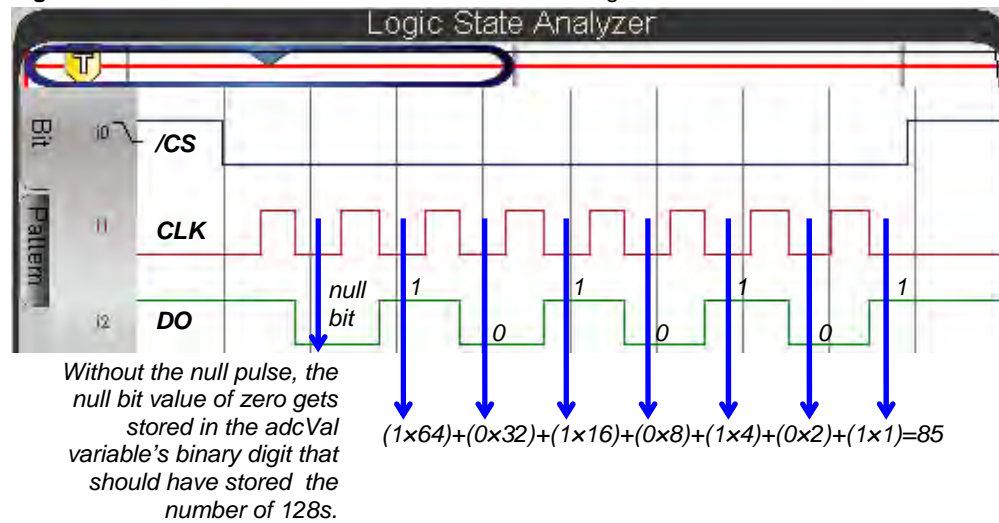 Logic State Analyzer
T
Bit
i0
/CS
Pattern
i1
CLK
i2
DO
null
bit
1
0
1
0
1
0
1
Without the null pulse, the
null bit value of zero gets
stored in the adcVal
variable's binary digit that
should have stored the
number of 128s.
(1×64)+(0×32)+(1×16)+(0×8)+(1×4)+(0×2)+(1×1)=85